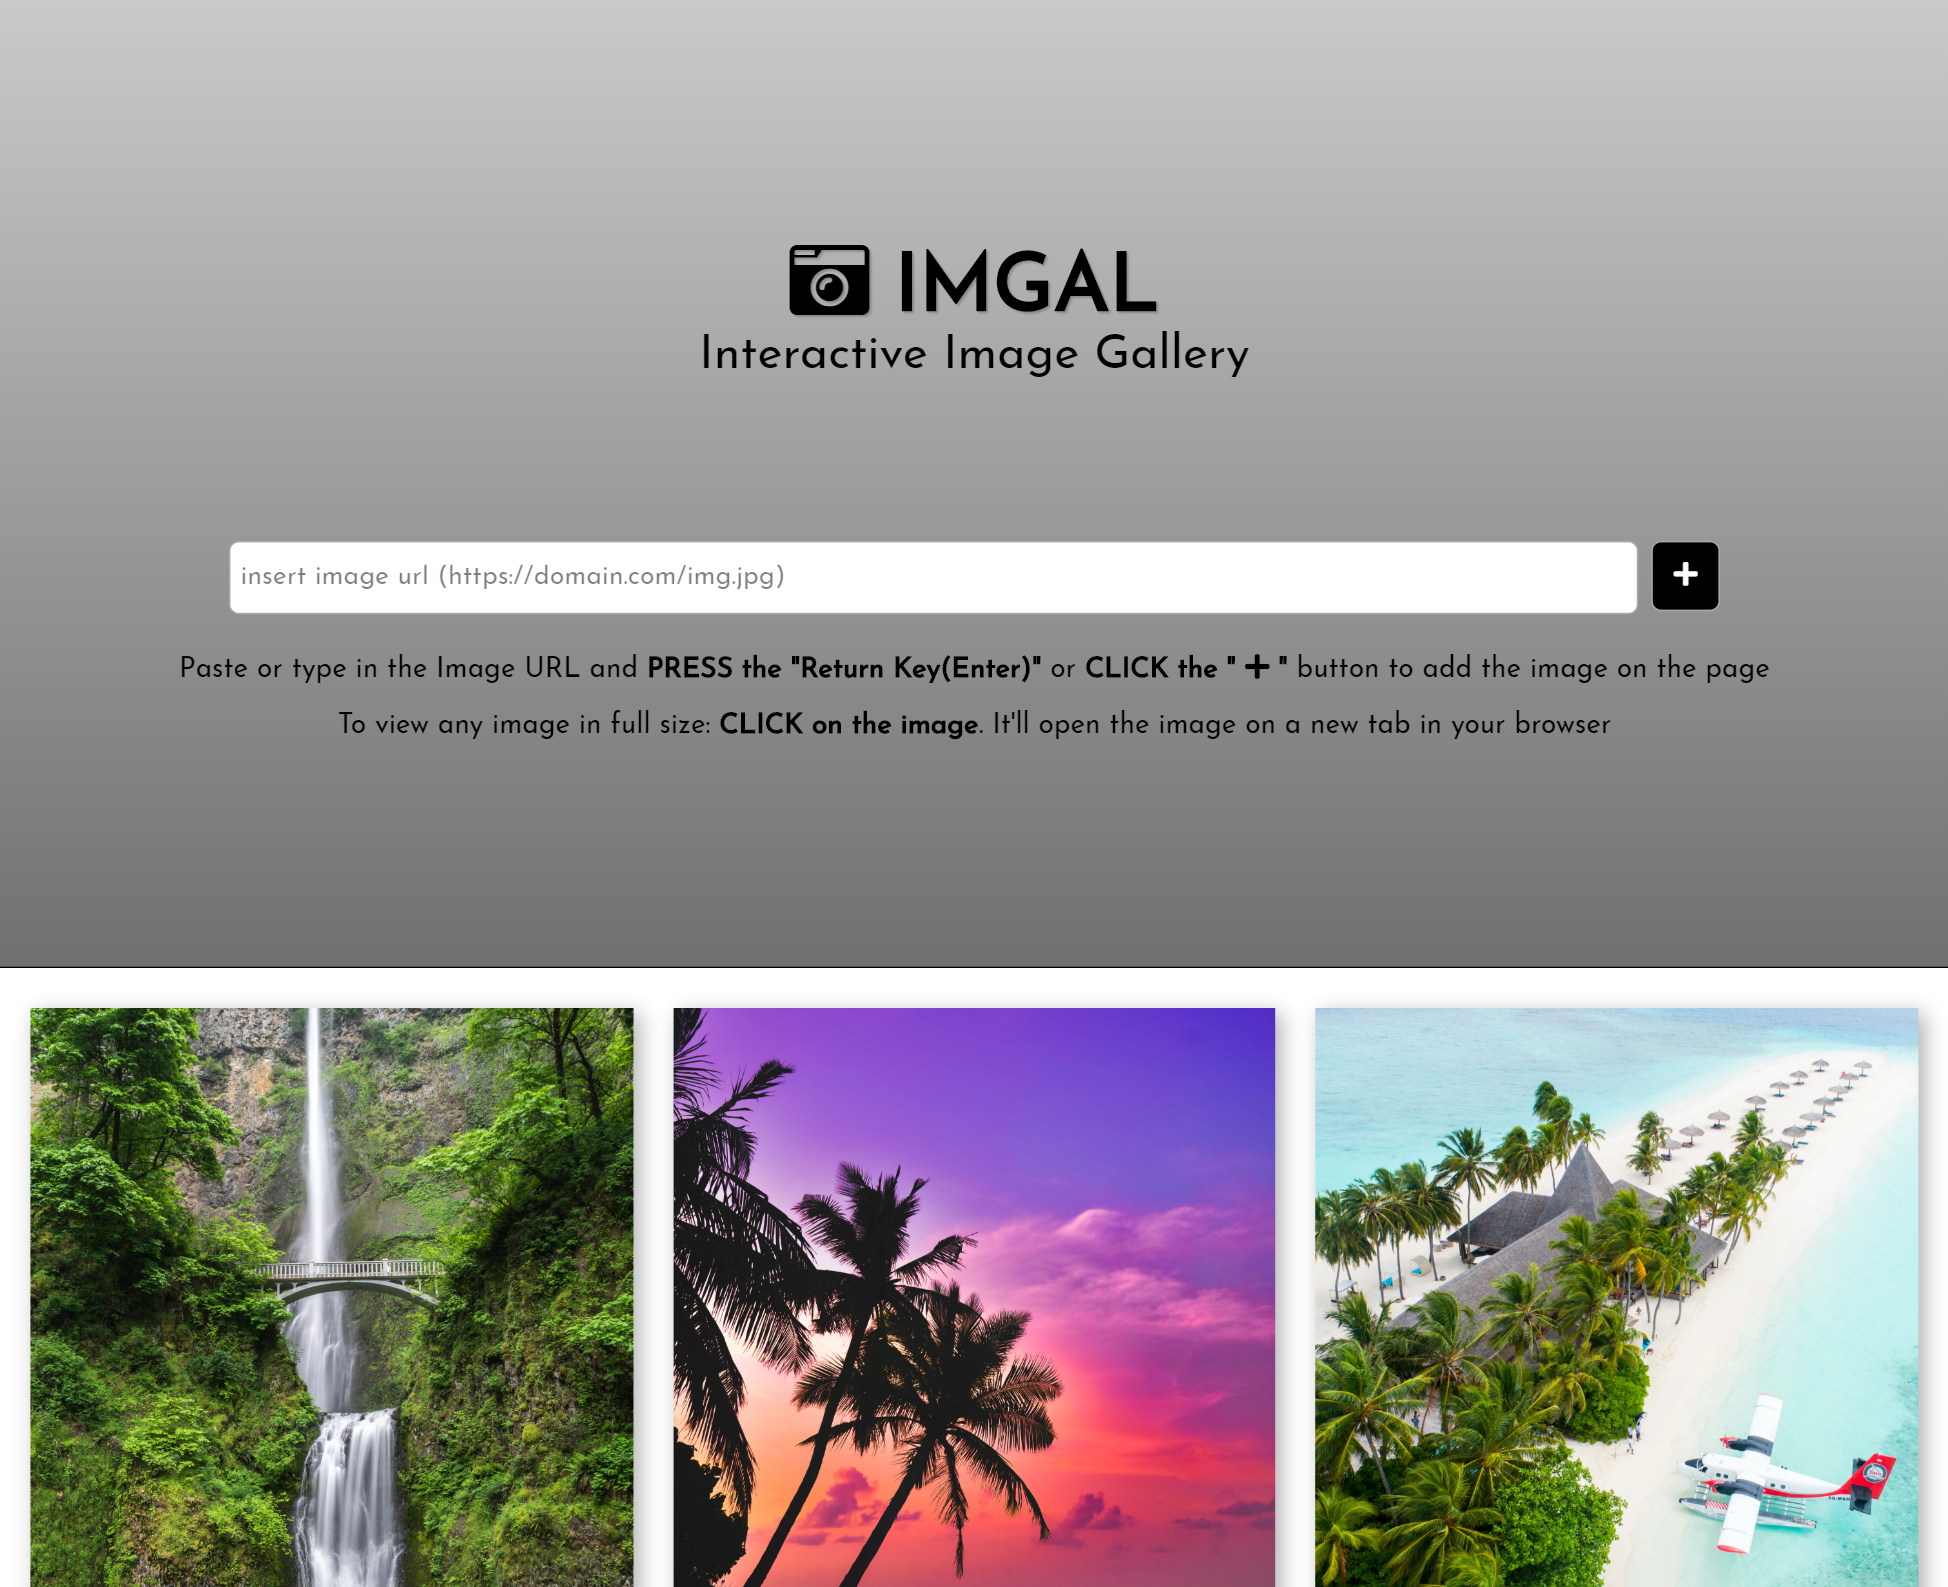 IMGAL
Interactive Image Gallery
insert image url (https://domain.com/img.jpg)
Paste or type in the Image URL and PRESS the "Return Key(Enter)" or CLICK the " + " button to add the image on the page
To view any image in full size: CLICK on the image. It'll open the image on a new tab in your browser